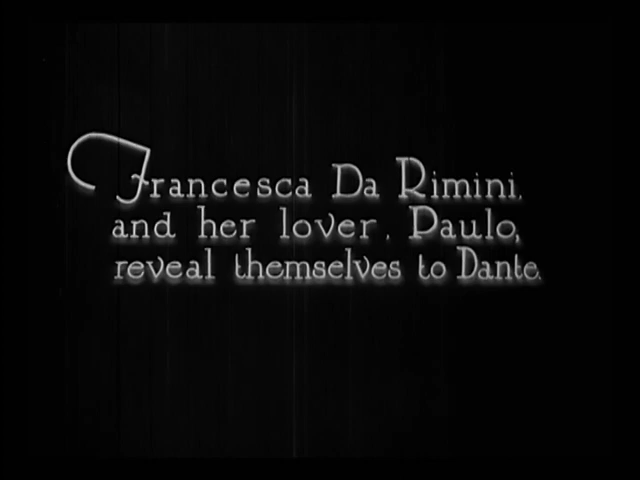 Francesca Da Rimini,
and her lover, Paulo,
reveal themselves to Dante.